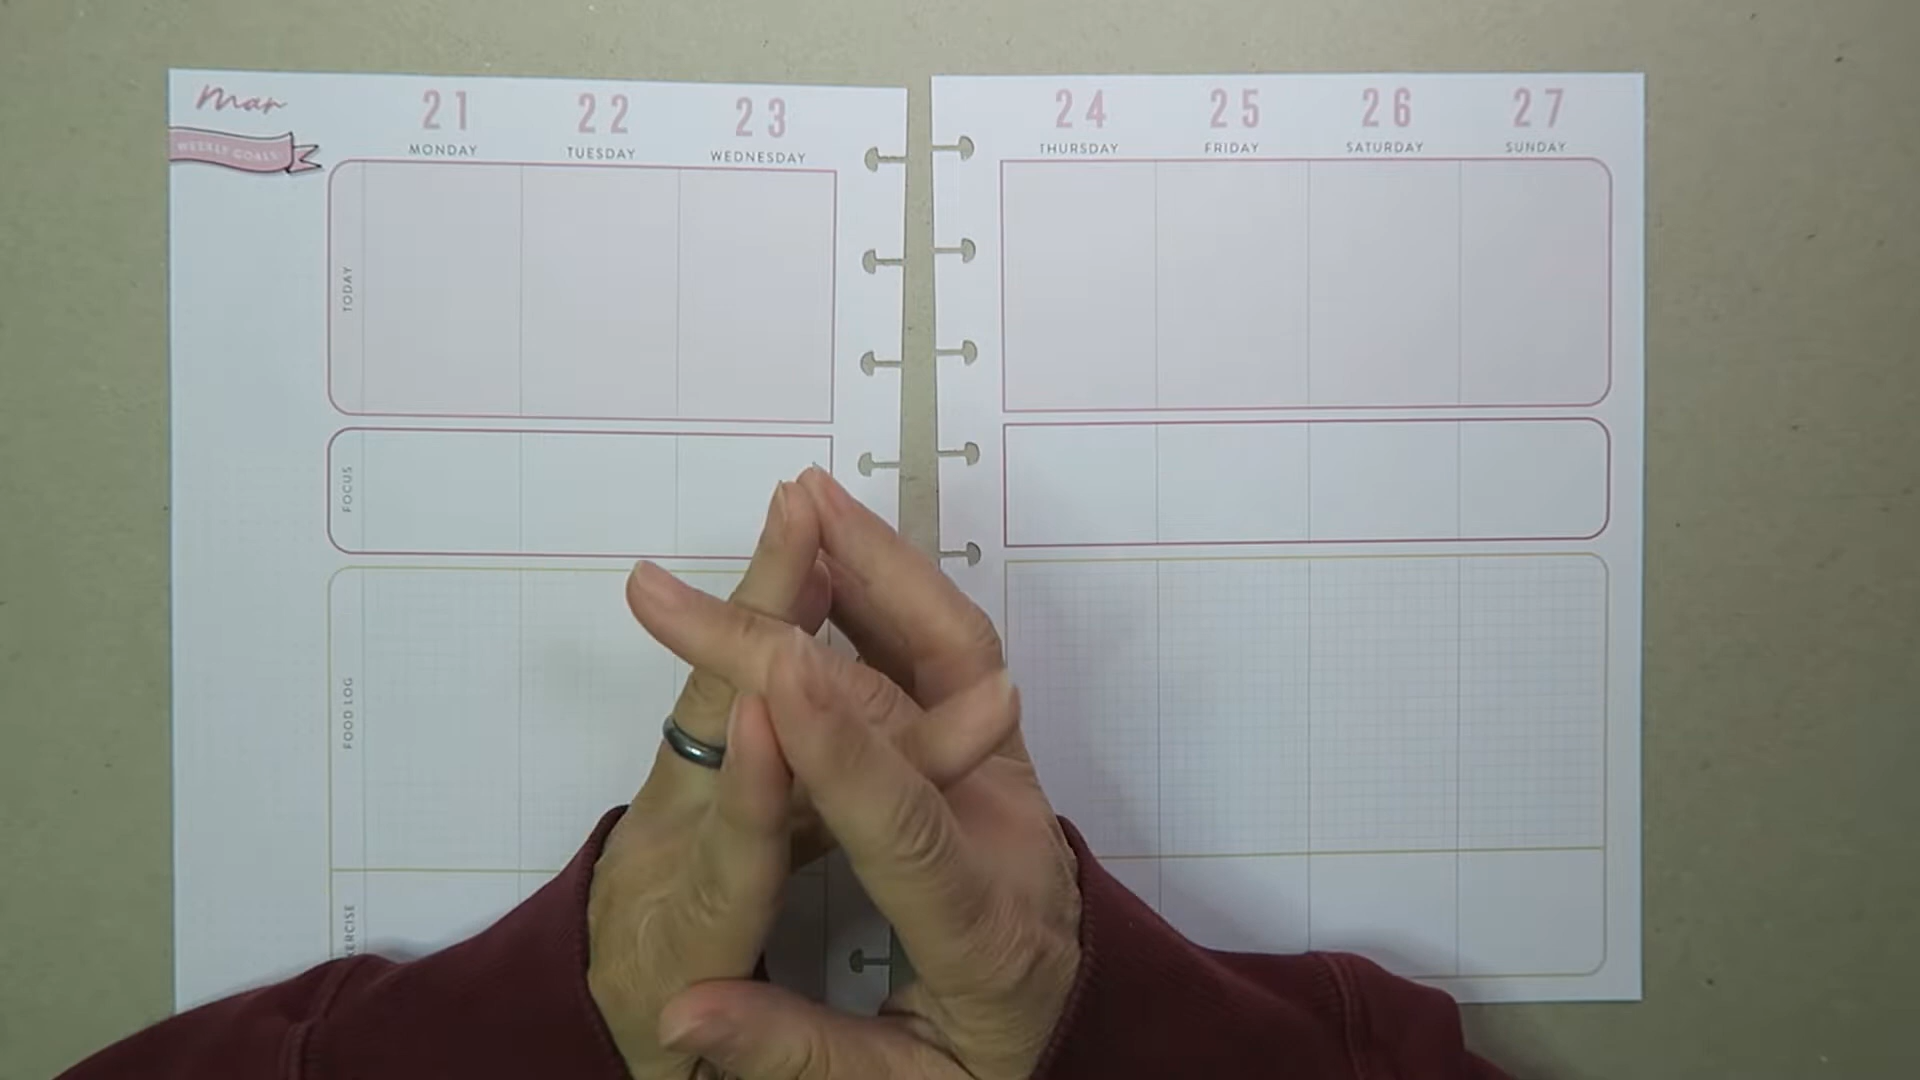 Mar
WEEKLY GOALS
21 22 23
MONDAY TUESDAY WEDNESDAY
TODAY
FOCUS
FOOD LOG
24 25 26 27
THURSDAY FRIDAY SATURDAY SUNDAY